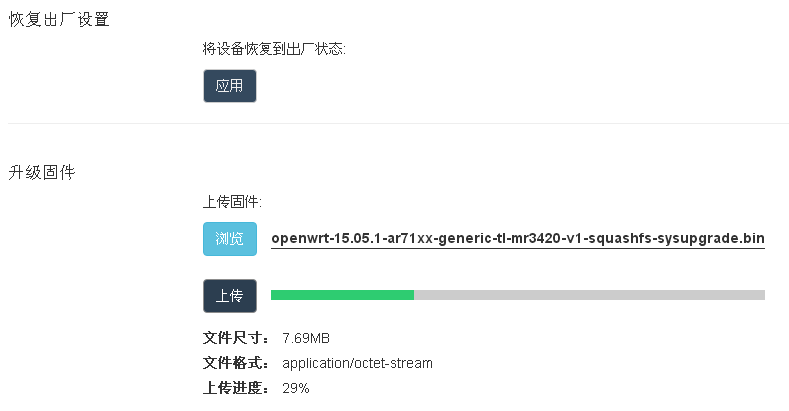 恢复出厂设置
将设备恢复到出厂状态:
应用
升级固件
上传固件:
浏览 openwrt-15.05.1-ar71xx-generic-tl-mr3420-v1-squashfs-sysupgrade.bin
上传
文件尺寸： 7.69MB
文件格式： application/octet-stream
上传进度： 29%